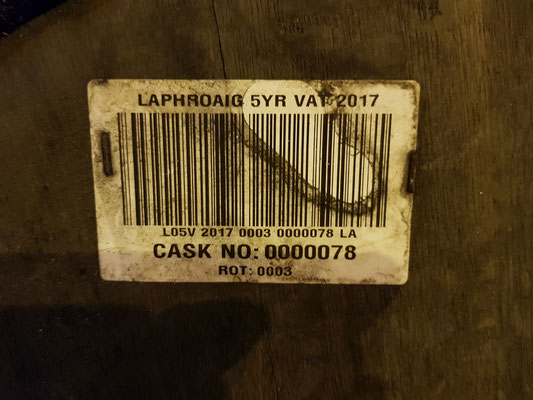 LAPHROAIG 5YR VAT 2017
L05V 2017 0003 0000078 LA
CASK NO: 0000078
ROT: 0003